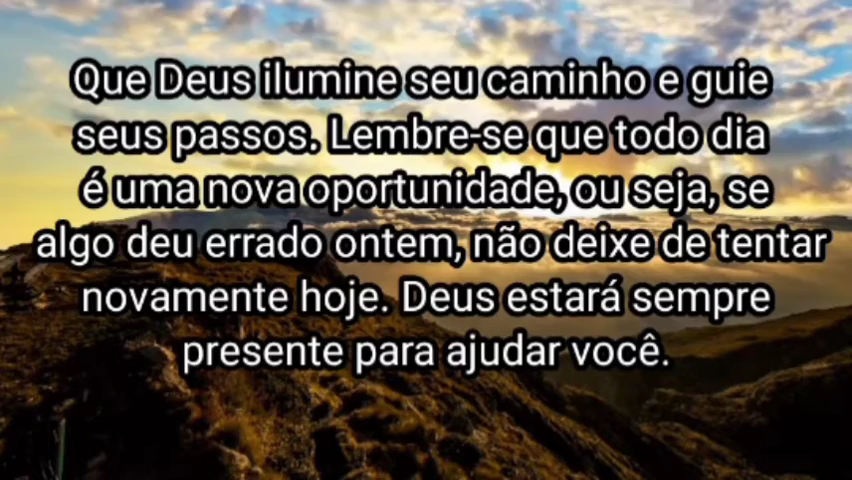 Que Deus ilumine seu caminho e guie
seus passos. Lembre-se que todo dia
é uma nova oportunidade, ou seja, se
algo deu errado ontem, não deixe de tentar
novamente hoje. Deus estará sempre
presente para ajudar você.